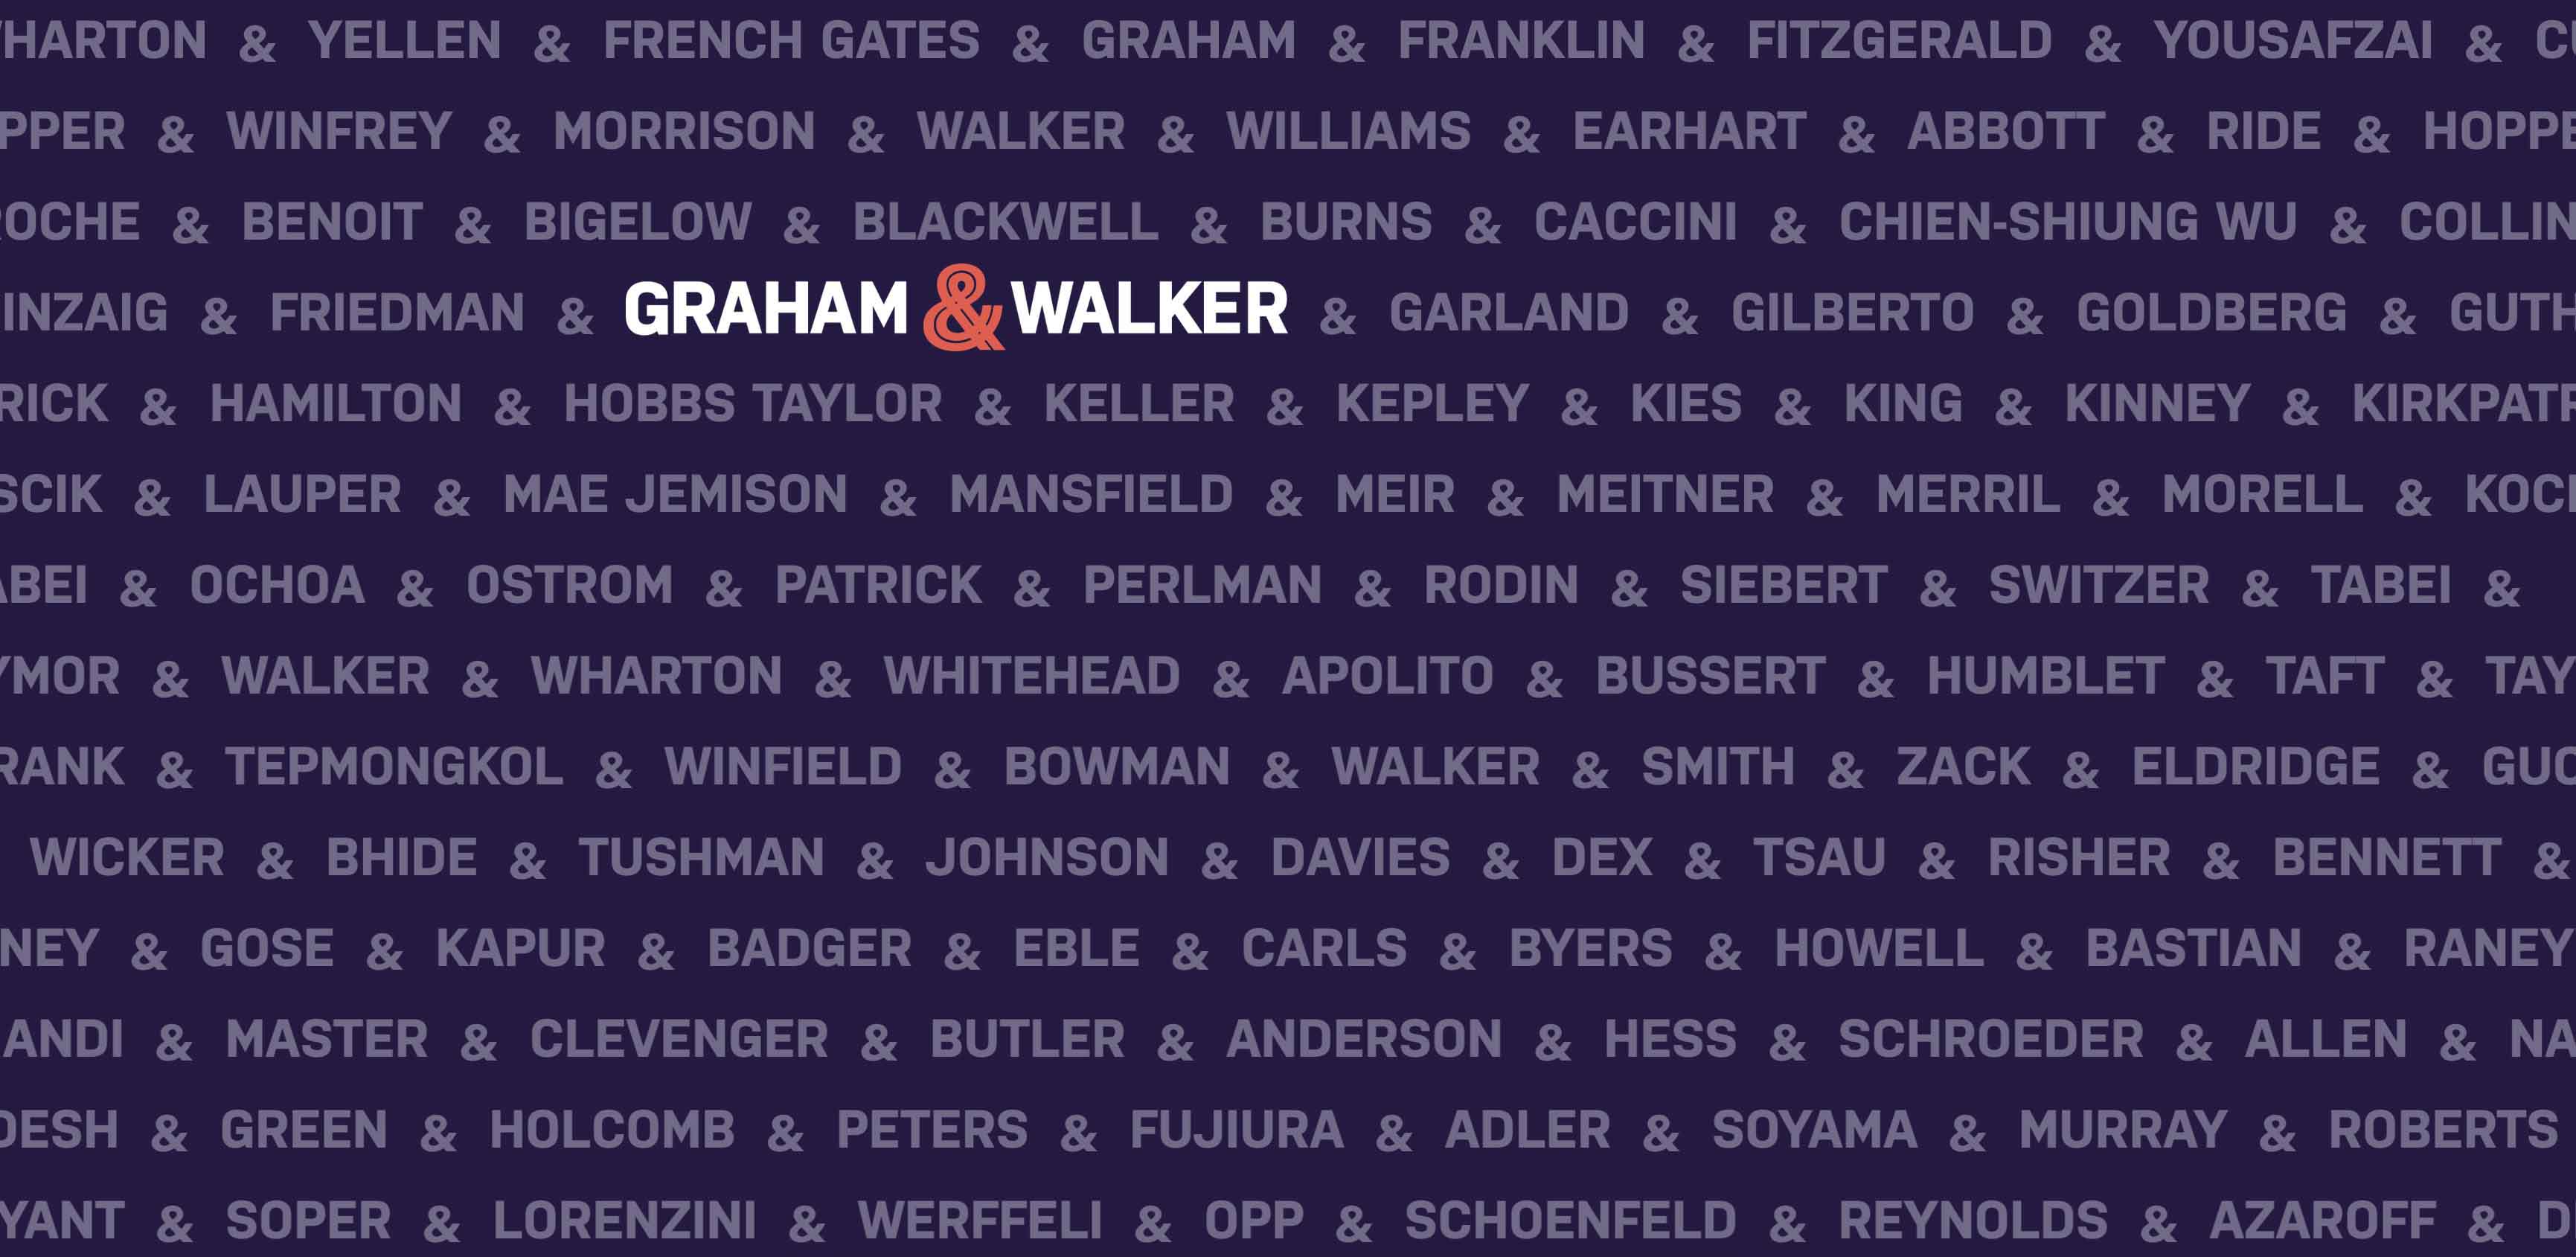 HARTON & YELLEN & FRENCH GATES & GRAHAM & FRANKLIN & FITZGERALD & YOUSAFZAI & C
PPER & WINFREY & MORRISON & WALKER & WILLIAMS & EARHART & ABBOTT & RIDE & HOPPE
OCHE & BENOIT & BIGELOW & BLACKWELL & BURNS & CACCINI & CHIEN-SHIUNG WU & COLLIN
INZAIG & FRIEDMAN & GRAHAM & WALKER & GARLAND & GILBERTO & GOLDBERG & GUTH
RICK & HAMILTON & HOBBS TAYLOR & KELLER & KEPLEY & KIES & KING & KINNEY & KIRKPATR
SCIK & LAUPER & MAE JEMISON & MANSFIELD & MEIR & MEITNER & MERRIL & MORELL & KOCI
ABEI & OCHOA & OSTROM & PATRICK & PERLMAN & RODIN & SIEBERT & SWITZER & TABEI &
YMOR & WALKER & WHARTON & WHITEHEAD & APOLITO & BUSSERT & HUMBLET & TAFT & TAY
RANK & TEPMONGKOL & WINFIELD & BOWMAN & WALKER & SMITH & ZACK & ELDRIDGE & GUC
WICKER & BHIDE & TUSHMAN & JOHNSON & DAVIES & DEX & TSAU & RISHER & BENNETT &
NEY & GOSE & KAPUR & BADGER & EBLE & CARLS & BYERS & HOWELL & BASTIAN & RANEY
ANDI & MASTER & CLEVENGER & BUTLER & ANDERSON & HESS & SCHROEDER & ALLEN & NA
DESH & GREEN & HOLCOMB & PETERS & FUJIURA & ADLER & SOYAMA & MURRAY & ROBERTS
YANT & SOPER & LORENZINI & WERFFELI & OPP & SCHOENFELD & REYNOLDS & AZAROFF & D